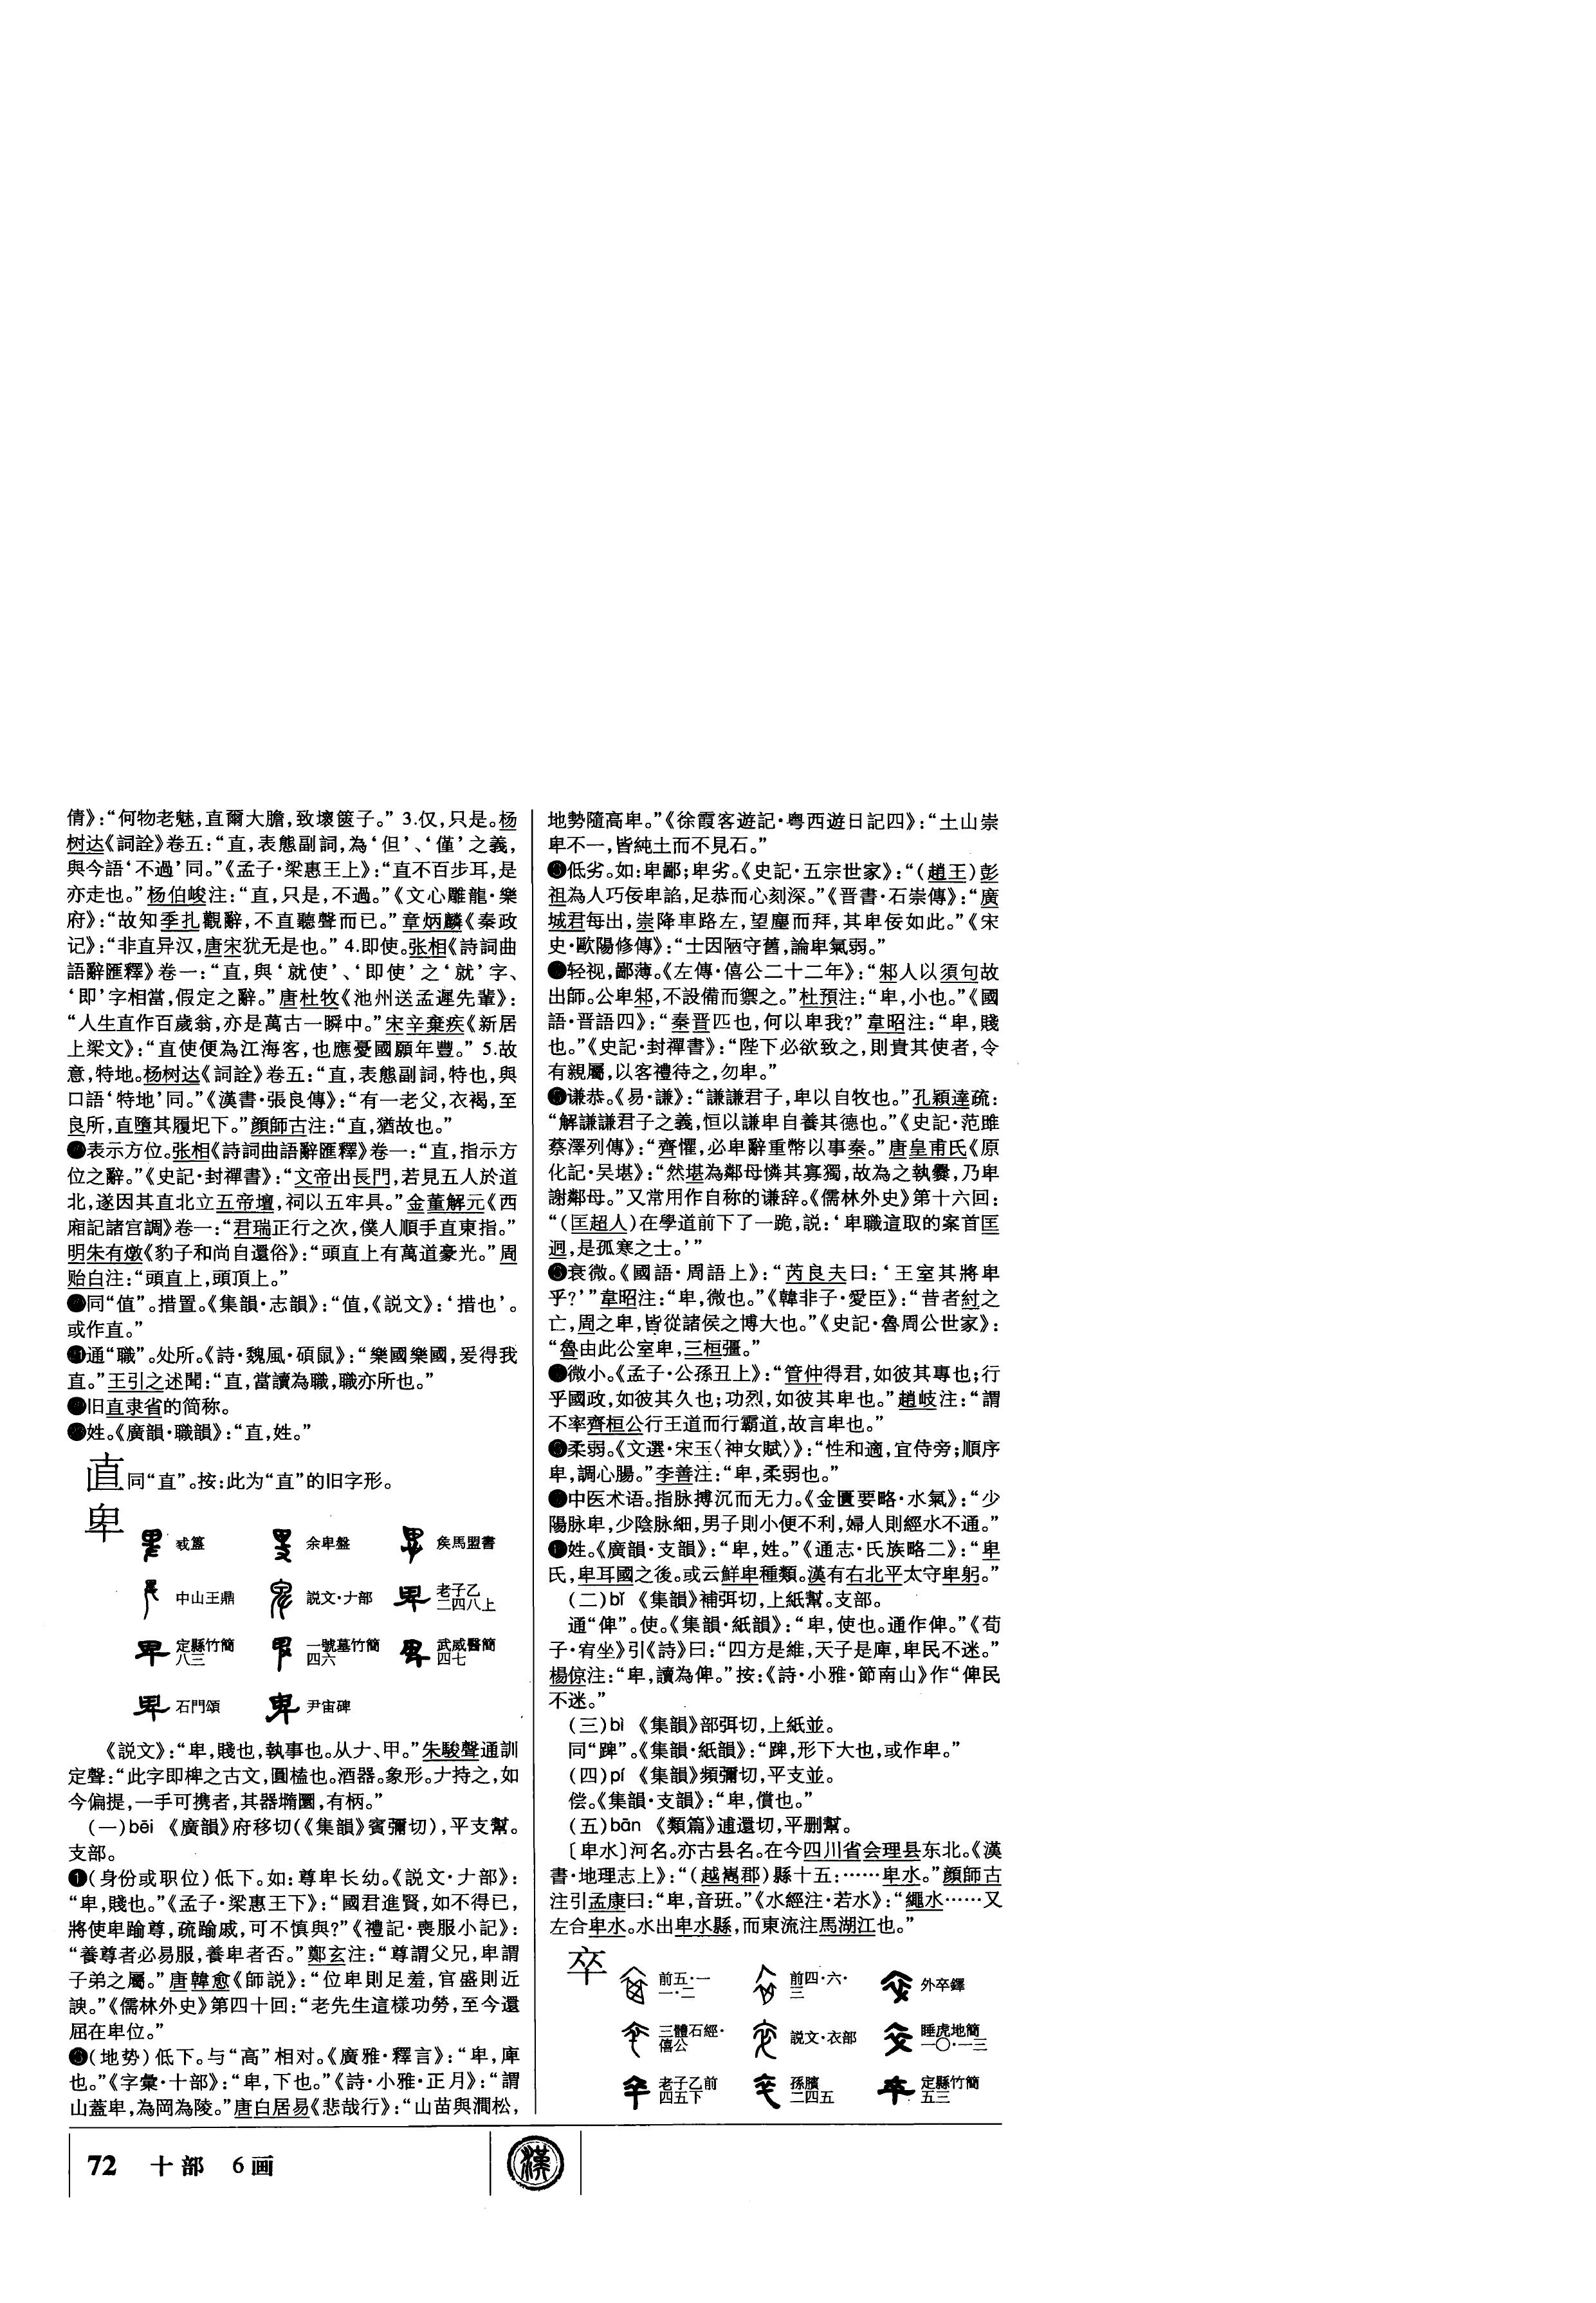 倩》：“何物老魅，直爾大膽，致壞篋子。” 3.仅，只是。杨
树达《詞詮》卷五：“直，表態副詞，為‘但’、‘僅’之義，
與今語‘不過’同。”《孟子·梁惠王上》：“直不百步耳，是
亦走也。”杨伯峻注：“直，只是，不過。”《文心雕龍·樂
府》：“故知季扎觀辭，不直聽聲而已。”章炳麟《秦政
记》：“非直异汉，唐宋犹无是也。” 4.即使。张相《詩詞曲
語辭匯釋》卷一：“直，與‘就使’、‘即使’之‘就’字、
‘即’字相當，假定之辭。”唐杜牧《池州送孟遲先輩》：
“人生直作百歲翁，亦是萬古一瞬中。”宋辛棄疾《新居
上梁文》：“直使便為江海客，也應憂國願年豐。” 5.故
意，特地。杨树达《詞詮》卷五：“直，表態副詞，特也，與
口語‘特地’同。”《漢書·張良傳》：“有一老父，衣褐，至
良所，直墮其履圯下。”顔師古注：“直，猶故也。”
表示方位。张相《詩詞曲語辭匯釋》卷一：“直，指示方
位之辭。”《史記·封禪書》：“文帝出長門，若見五人於道
北，遂因其直北立五帝壇，祠以五牢具。”金董解元《西
廂記諸宫調》卷一：“君瑞正行之次，僕人順手直東指。”
明朱有燉《豹子和尚自還俗》：“頭直上有萬道豪光。”周
貽白注：“頭直上，頭頂上。”
同“值”。措置。《集韻·志韻》：“值，《説文》：‘措也’。
或作直。”
通“職”。处所。《詩·魏風·碩鼠》：“樂國樂國，爰得我
直。”王引之述聞：“直，當讀為職，職亦所也。”
旧直隶省的简称。
姓。《廣韻·職韻》：“直，姓。”
直 同“直”。按：此为“直”的旧字形。
卑
𢦚簋 余卑盤 矦馬盟書
中山王鼎 説文·𠂇部 老子乙二四八上
定縣竹簡八三 一號墓竹簡四六 武威醫簡四七
石門頌 尹宙碑
《説文》：“卑，賤也，執事也。从𠂇、甲。”朱駿聲通訓
定聲：“此字即椑之古文，圓榼也。酒器。象形。𠂇持之，如
今偏提，一手可携者，其器墮圜，有柄。”
（一）bēi 《廣韻》府移切（《集韻》賓彌切），平支幫。
支部。
❶（身份或职位）低下。如：尊卑长幼。《説文·𠂇部》：
“卑，賤也。”《孟子·梁惠王下》：“國君進賢，如不得已，
將使卑踰尊，疏踰戚，可不慎與？”《禮記·喪服小記》：
“養尊者必易服，養卑者否。”鄭玄注：“尊謂父兄，卑謂
子弟之屬。”唐韓愈《師説》：“位卑則足羞，官盛則近
諛。”《儒林外史》第四十回：“老先生這樣功勞，至今還
屈在卑位。”
（地势）低下。与“高”相对。《廣雅·釋言》：“卑，庳
也。”《字彙·十部》：“卑，下也。”《詩·小雅·正月》：“謂
山蓋卑，為岡為陵。”唐白居易《悲哉行》：“山苗與澗松，
地勢隨高卑。”《徐霞客遊記·粤西遊日記四》：“土山崇
卑不一，皆純土而不見石。”
低劣。如：卑鄙；卑劣。《史記·五宗世家》：“（趙王）彭
祖為人巧佞卑諂，足恭而心刻深。”《晋書·石崇傳》：“廣
城君每出，崇降車路左，望塵而拜，其卑佞如此。”《宋
史·歐陽修傳》：“士因陋守舊，論卑氣弱。”
轻视，鄙薄。《左傳·僖公二十二年》：“邾人以須句故
出師。公卑邾，不設備而禦之。”杜預注：“卑，小也。”《國
語·晋語四》：“秦晋匹也，何以卑我？”韋昭注：“卑，賤
也。”《史記·封禪書》：“陛下必欲致之，則貴其使者，令
有親屬，以客禮待之，勿卑。”
谦恭。《易·謙》：“謙謙君子，卑以自牧也。”孔穎達疏：
“解謙謙君子之義，恒以謙卑自養其德也。”《史記·范雎
蔡澤列傳》：“齊懼，必卑辭重幣以事秦。”唐皇甫氏《原
化記·吴堪》：“然堪為鄰母憐其寡獨，故為之執爨，乃卑
謝鄰母。”又常用作自称的谦辞。《儒林外史》第十六回：
“（匡超人）在學道前下了一跪，説：‘卑職這取的案首匡
迥，是孤寒之士。’”
衰微。《國語·周語上》：“芮良夫曰：‘王室其將卑
乎？’”韋昭注：“卑，微也。”《韓非子·愛臣》：“昔者紂之
亡，周之卑，皆從諸侯之博大也。”《史記·魯周公世家》：
“魯由此公室卑，三桓彊。”
微小。《孟子·公孫丑上》：“管仲得君，如彼其專也；行
乎國政，如彼其久也；功烈，如彼其卑也。”趙岐注：“謂
不率齊桓公行王道而行霸道，故言卑也。”
柔弱。《文選·宋玉〈神女賦〉》：“性和適，宜侍旁；順序
卑，調心腸。”李善注：“卑，柔弱也。”
中医术语。指脉搏沉而无力。《金匱要略·水氣》：“少
陽脉卑，少陰脉細，男子則小便不利，婦人則經水不通。”
姓。《廣韻·支韻》：“卑，姓。”《通志·氏族略二》：“卑
氏，卑耳國之後。或云鮮卑種類。漢有右北平太守卑躬。”
（二）bǐ 《集韻》補弭切，上紙幫。支部。
通“俾”。使。《集韻·紙韻》：“卑，使也。通作俾。”《荀
子·宥坐》引《詩》曰：“四方是維，天子是庳，卑民不迷。”
楊倞注：“卑，讀為俾。”按：《詩·小雅·節南山》作“俾民
不迷。”
（三）bì 《集韻》部弭切，上紙並。
同“踔”。《集韻·紙韻》：“踔，形下大也，或作卑。”
（四）pí 《集韻》頻彌切，平支並。
偿。《集韻·支韻》：“卑，償也。”
（五）bān 《類篇》逋還切，平删幫。
〔卑水〕河名。亦古县名。在今四川省会理县东北。《漢
書·地理志上》：“（越嶲郡）縣十五：……卑水。”顔師古
注引孟康曰：“卑，音班。”《水經注·若水》：“繩水……又
左合卑水。水出卑水縣，而東流注馬湖江也。”
卒
前五·一一·二 前四·六·三 外卒鐸
三體石經·僖公 説文·衣部 睡虎地簡一〇·一三
老子乙前四五下 孫臏二四五 定縣竹簡五三
72 十部 6画
漢